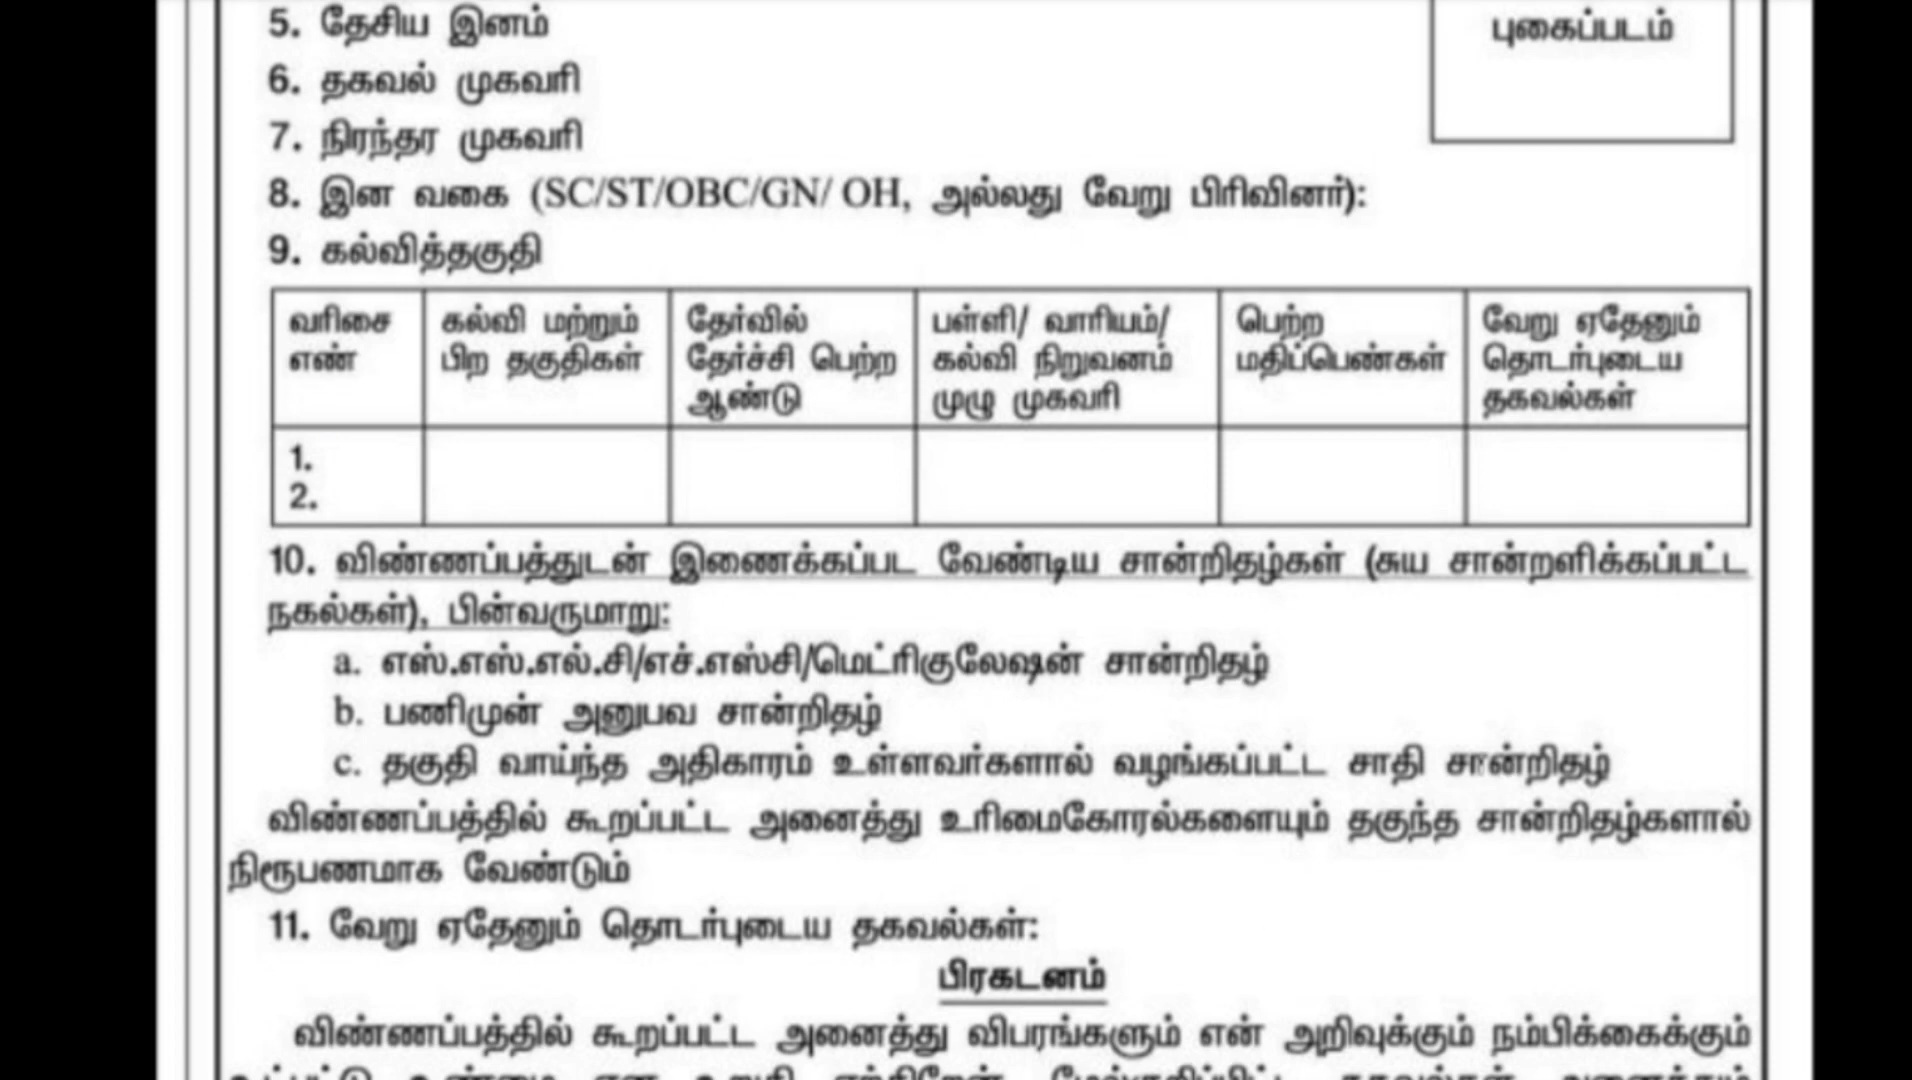 5. தேசிய இனம்
புகைப்படம்
6. தகவல் முகவரி
7. நிரந்தர முகவரி
8. இன வகை (SC/ST/OBC/GN/ OH, அல்லது வேறு பிரிவினர்):
9. கல்வித்தகுதி
வரிசை எண்
கல்வி மற்றும் பிற தகுதிகள்
தேர்வில் தேர்ச்சி பெற்ற ஆண்டு
பள்ளி/ வாரியம்/ கல்வி நிறுவனம் முழு முகவரி
பெற்ற மதிப்பெண்கள்
வேறு ஏதேனும் தொடர்புடைய தகவல்கள்
1.
2.
10. விண்ணப்பத்துடன் இணைக்கப்பட வேண்டிய சான்றிதழ்கள் (சுய சான்றளிக்கப்பட்ட
நகல்கள்), பின்வருமாறு:
a. எஸ்.எஸ்.எல்.சி/எச்.எஸ்சி/மெட்ரிகுலேஷன் சான்றிதழ்
b. பணிமுன் அனுபவ சான்றிதழ்
c. தகுதி வாய்ந்த அதிகாரம் உள்ளவர்களால் வழங்கப்பட்ட சாதி சான்றிதழ்
விண்ணப்பத்தில் கூறப்பட்ட அனைத்து உரிமைகோரல்களையும் தகுந்த சான்றிதழ்களால்
நிரூபணமாக வேண்டும்
11. வேறு ஏதேனும் தொடர்புடைய தகவல்கள்:
பிரகடனம்
விண்ணப்பத்தில் கூறப்பட்ட அனைத்து விபரங்களும் என் அறிவுக்கும் நம்பிக்கைக்கும்